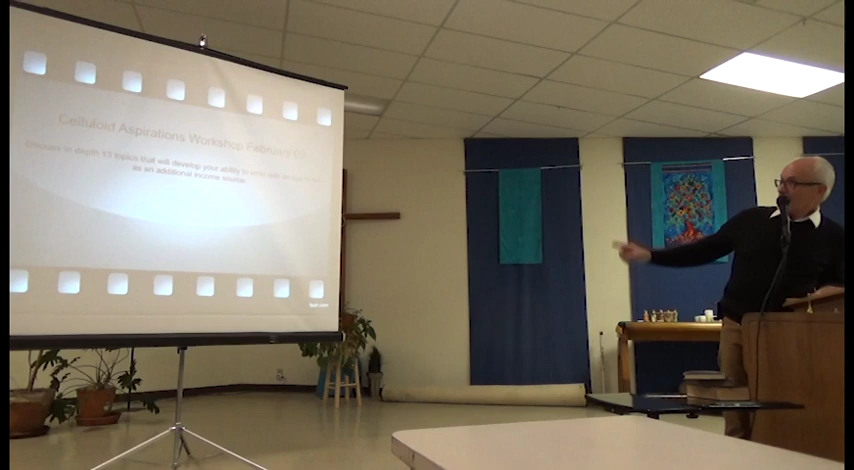 Celluloid Aspirations Workshop February 07
Discuss in-depth 13 topics that will develop your ability to
as an additional income source.